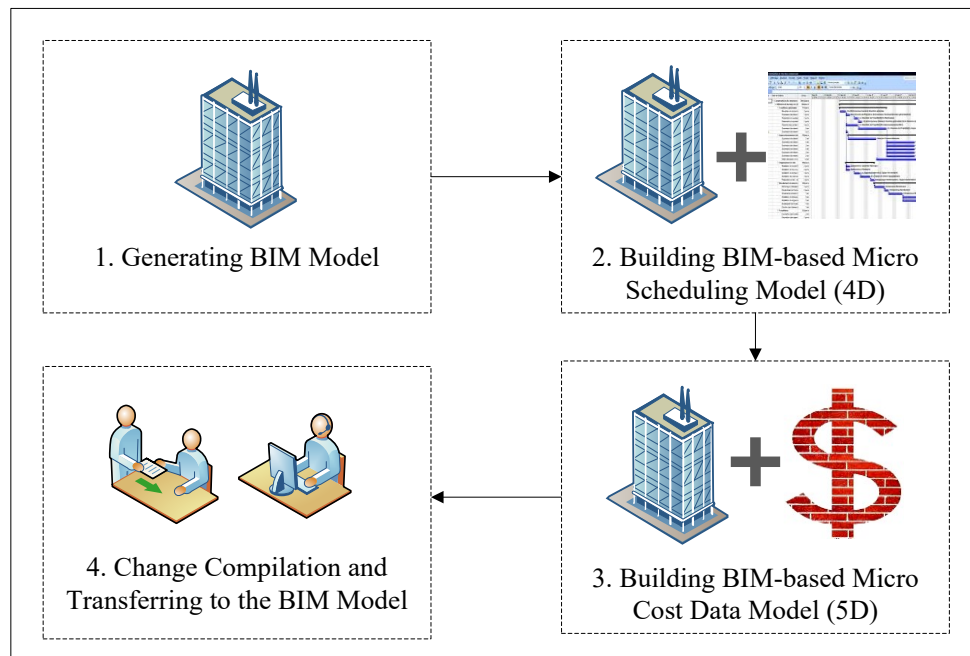 1. Generating BIM Model
2. Building BIM-based Micro
Scheduling Model (4D)
3. Building BIM-based Micro
Cost Data Model (5D)
4. Change Compilation and
Transferring to the BIM Model